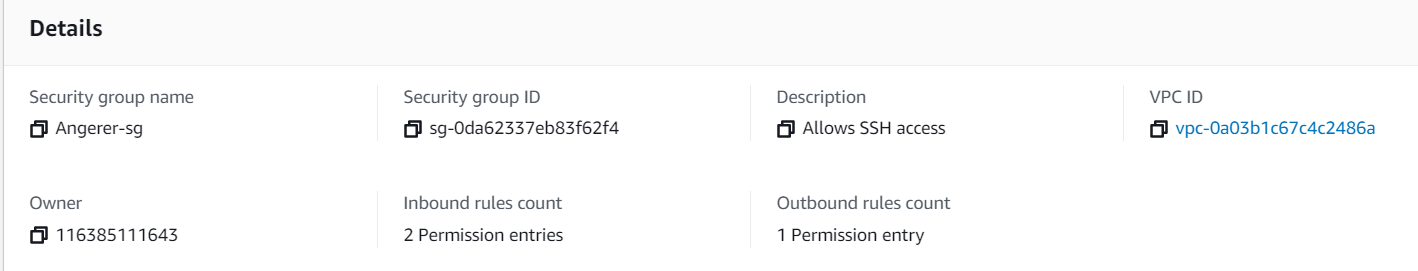 Details
Security group name
Angerer-sg
Security group ID
sg-0da62337eb83f62f4
Description
Allows SSH access
VPC ID
vpc-0a03b1c67c4c2486a
Owner
116385111643
Inbound rules count
2 Permission entries
Outbound rules count
1 Permission entry